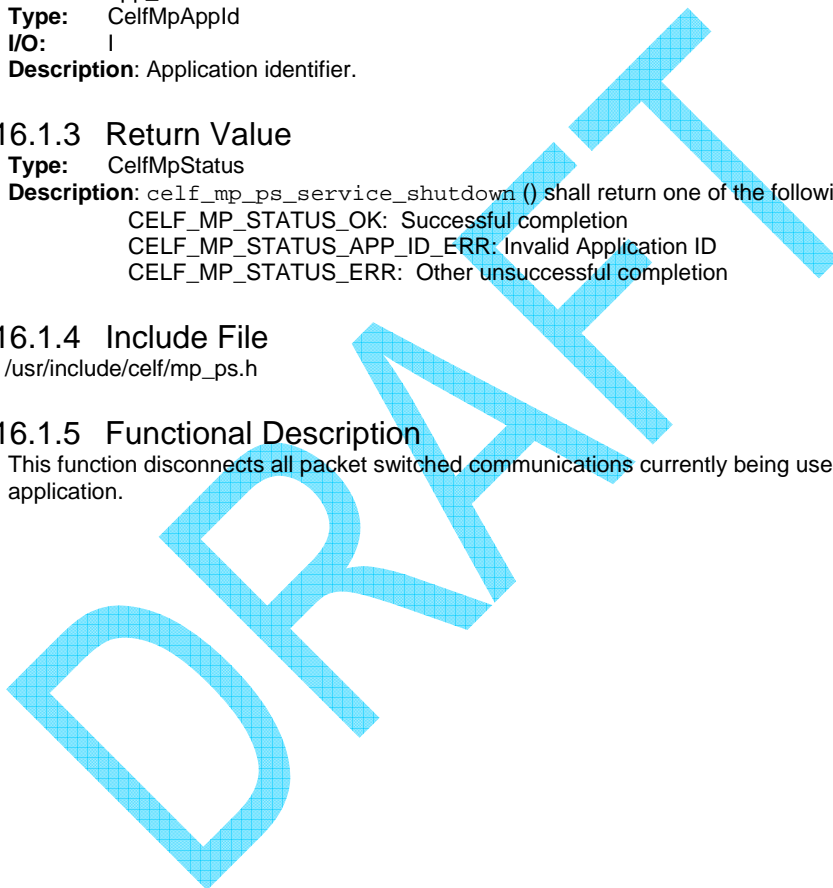 Type: CelfMpAppId
I/O: I
Description: Application identifier.
16.1.3 Return Value
Type: CelfMpStatus
Description: celf_mp_ps_service_shutdown () shall return one of the followi
CELF_MP_STATUS_OK: Successful completion
CELF_MP_STATUS_APP_ID_ERR: Invalid Application ID
CELF_MP_STATUS_ERR: Other unsuccessful completion
16.1.4 Include File
/usr/include/celf/mp_ps.h
16.1.5 Functional Description
This function disconnects all packet switched communications currently being use
application.
DRAFT